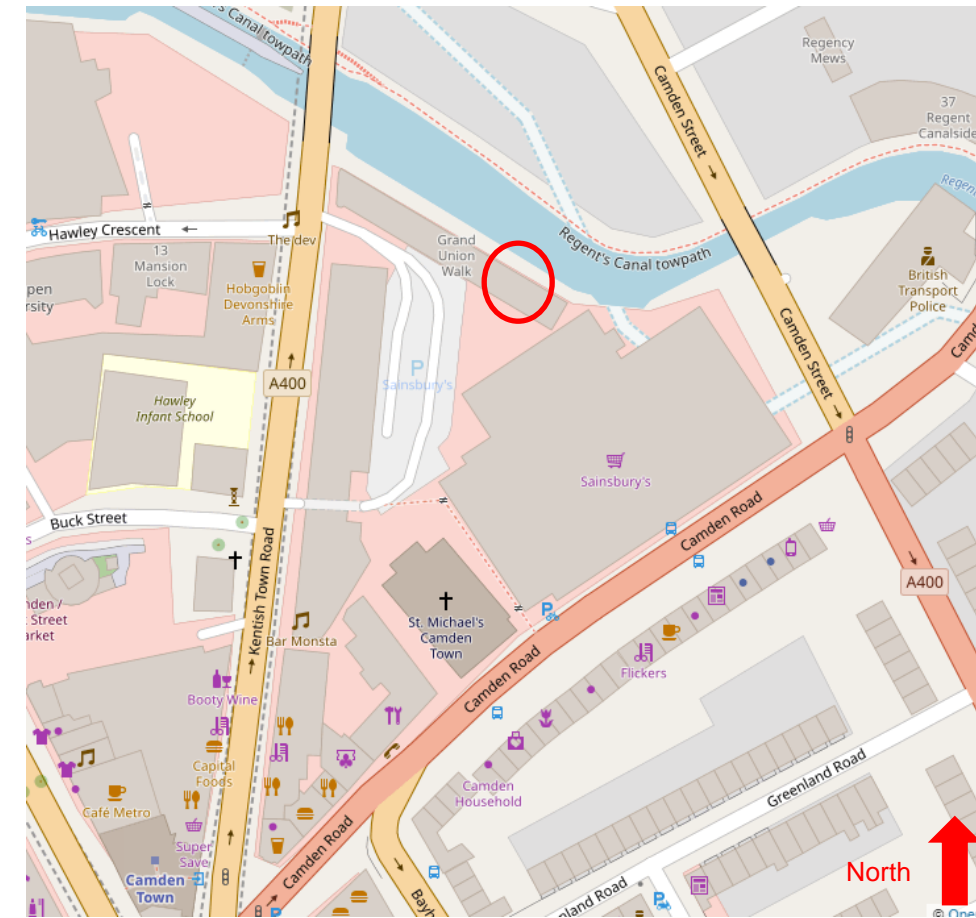 s Canal towpath
Camden Street
Regency
Mews
37
Regent
Canalside
Regen
Hawley Crescent
The dev
Grand
Union
Walk
Regent's Canal towpath
13
Mansion
Lock
Hobgoblin
Devonshire
Arms
pen
rsity
British
Transport
Police
Camden Street
Camd
P
Sainsbury's
A400
Hawley
Infant School
Sainsbury's
Buck Street
Kentish Town Road
Camden Road
A400
nden /
Street
arket
St. Michael's
Camden
Town
Bar Monsta
P
Camden Road
Flickers
Booty Wine
Capital
Foods
Camden
Household
Greenland Road
Café Metro
Super
Save
Camden
Town
Camden Road
North
nland Road
P
Bayh
P
© Ope